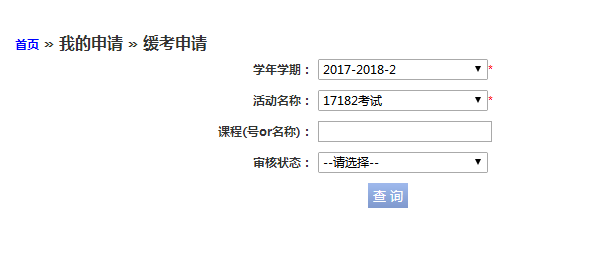 首页 » 我的申请 » 缓考申请
学年学期： 2017-2018-2 *
活动名称： 17182考试 *
课程(号or名称)：
审核状态： --请选择--
查 询